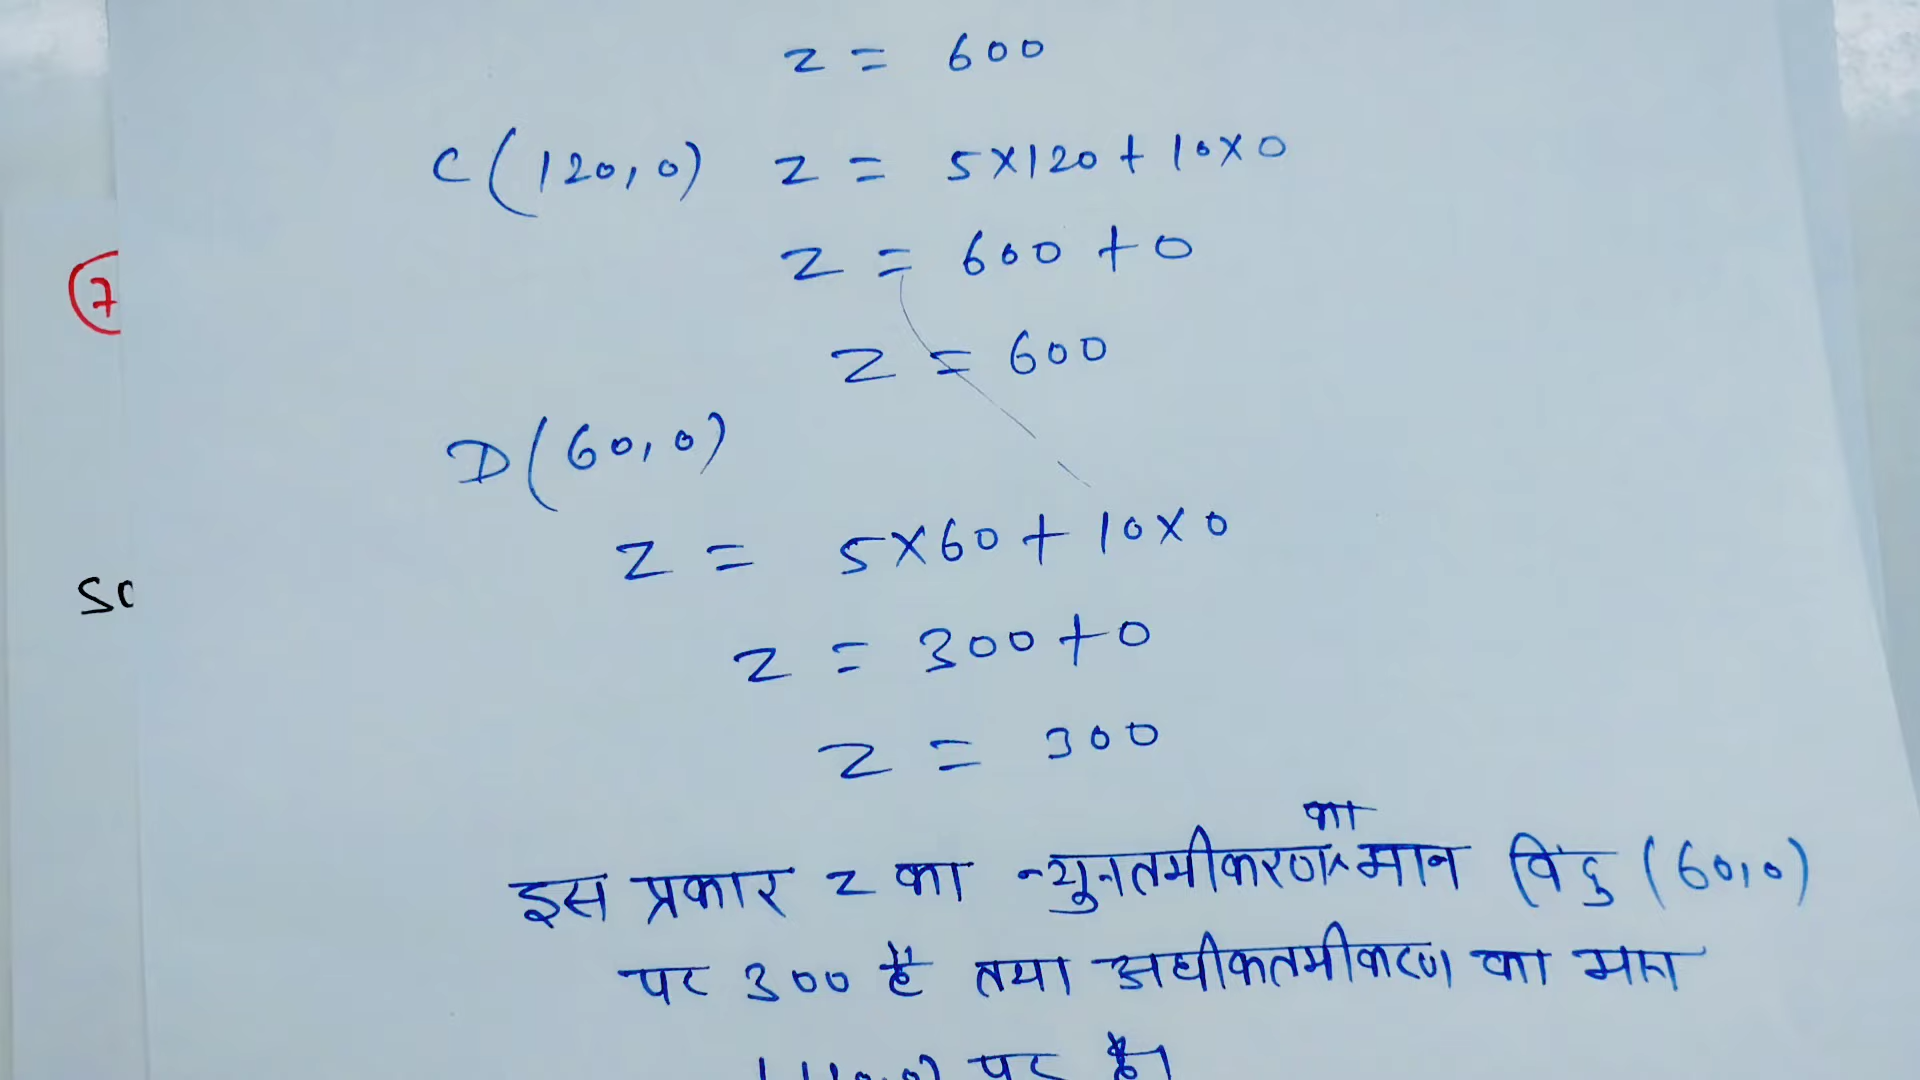 z = 600
C(120,0) z = 5×120+10×0
z = 600+0
7
z = 600
D(60,0)
z = 5×60+10×0
z = 300+0
z = 300
का
इस प्रकार z का न्युनतमीकरण^मान विंदु (60,0)
पर 300 है तथा अधीकतमीकरण का मान
पर है।